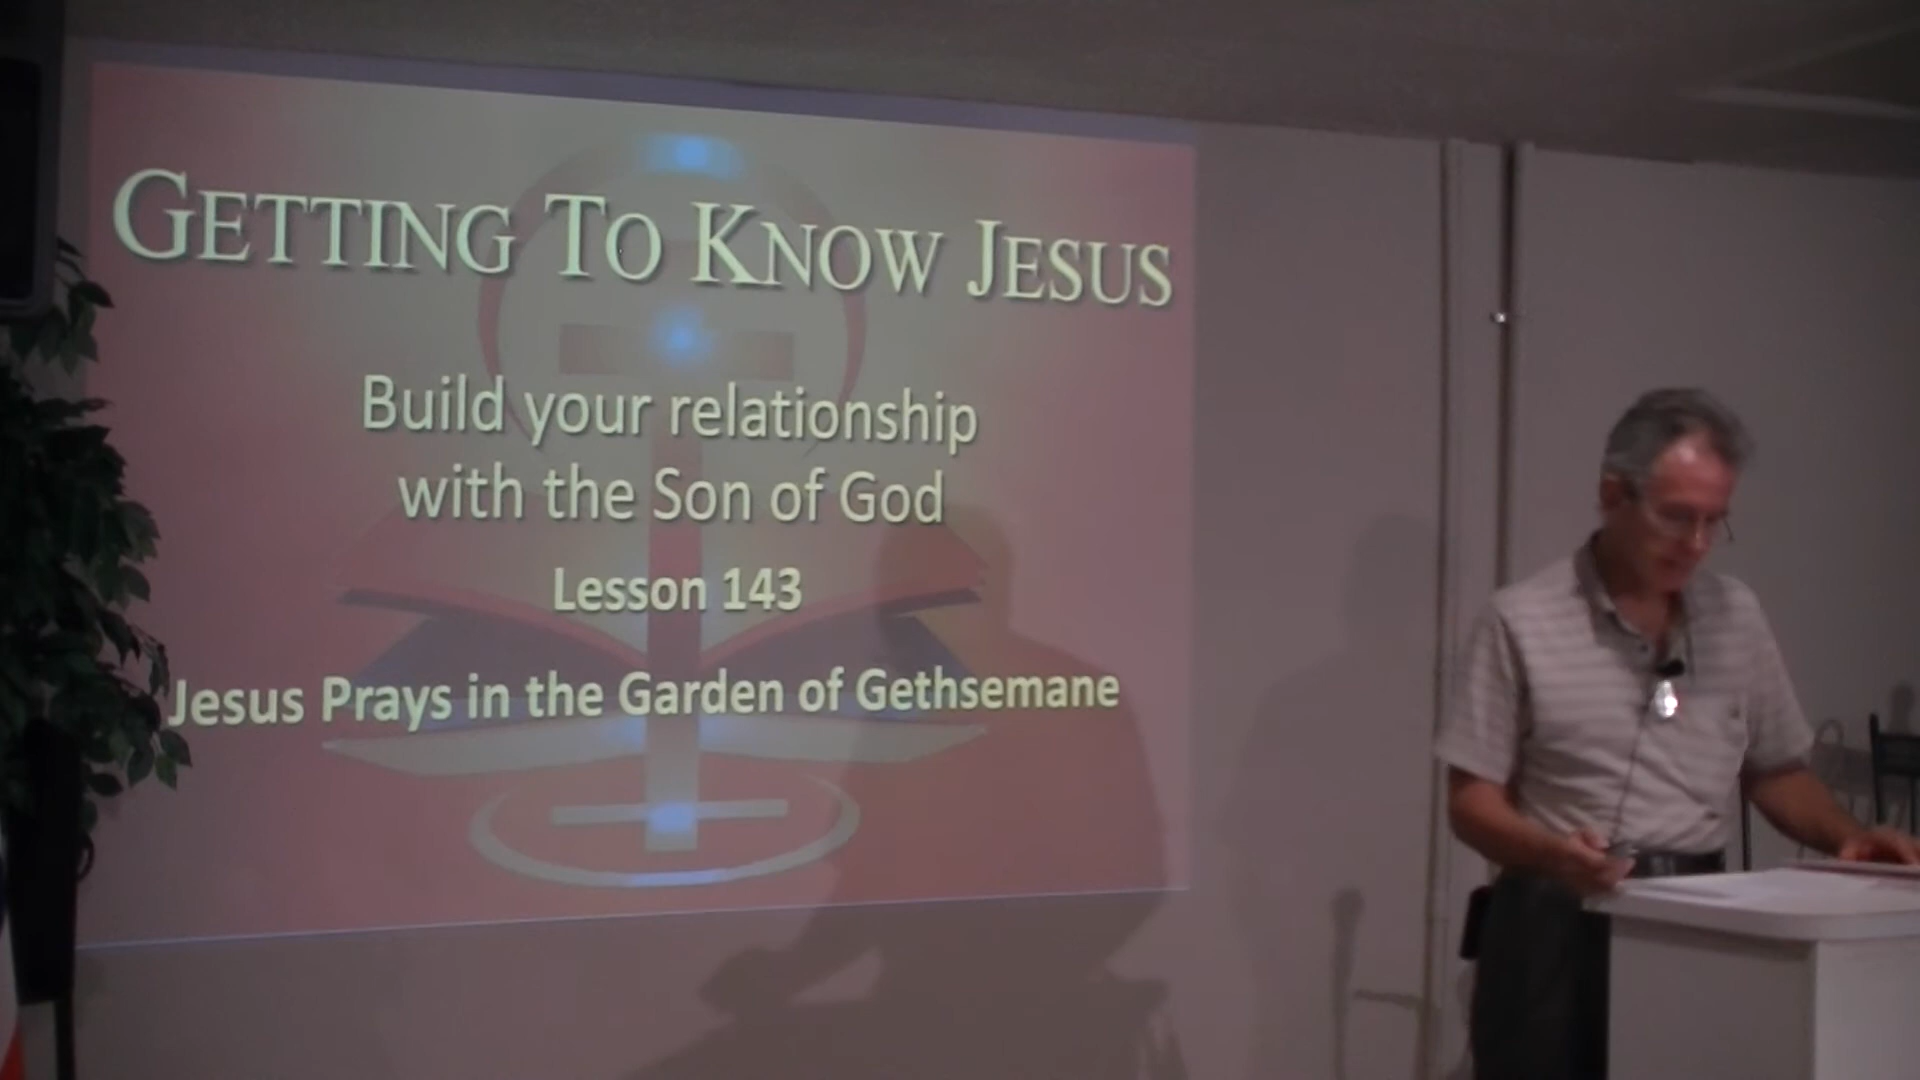 GETTING TO KNOW JESUS
Build your relationship
with the Son of God
Lesson 143
Jesus Prays in the Garden of Gethsemane